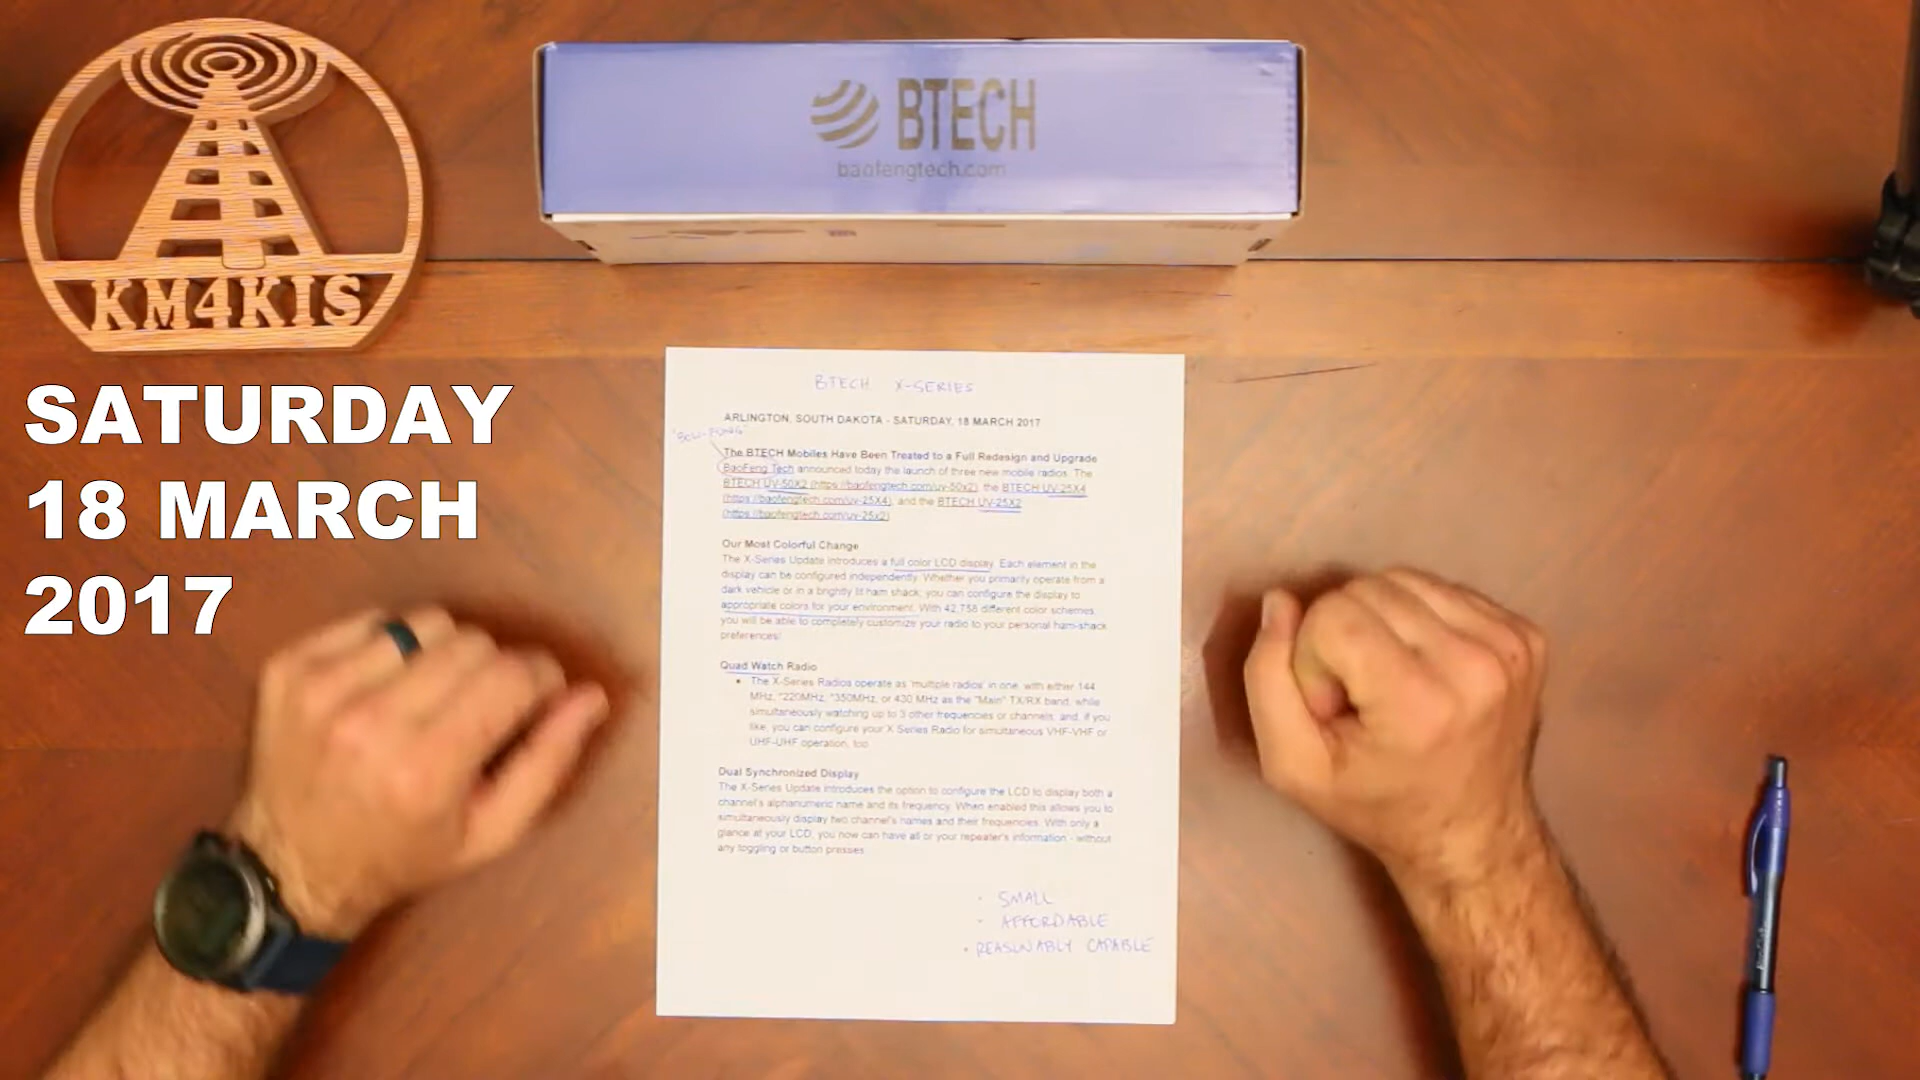 KM4KIS
SATURDAY
18 MARCH
2017
BTECH
baofengtech.com
BTECH X-SERIES
ARLINGTON, SOUTH DAKOTA - SATURDAY, 18 MARCH 2017
"BOW-FUNG"
The BTECH Mobiles Have Been Treated to a Full Redesign and Upgrade
BaoFeng Tech announced today the launch of three new mobile radios. The
BTECH UV-50X2 (https://baofengtech.com/uv-50x2), the BTECH UV-25X4
(https://baofengtech.com/uv-25X4), and the BTECH UV-25X2
(https://baofengtech.com/uv-25x2)
Our Most Colorful Change
The X-Series Update introduces a full color LCD display. Each element in the
display can be configured independently. Whether you primarily operate from a
dark vehicle or in a brightly lit ham shack; you can configure the display to
appropriate colors for your environment. With 42,758 different color schemes,
you will be able to completely customize your radio to your personal ham-shack
preferences!
Quad Watch Radio
• The X-Series Radios operate as 'multiple radios' in one, with either 144
MHz, *220MHz, *350MHz, or 430 MHz as the "Main" TX/RX band, while
simultaneously watching up to 3 other frequencies or channels, and, if you
like, you can configure your X Series Radio for simultaneous VHF-VHF or
UHF-UHF operation, too
Dual Synchronized Display
The X-Series Update introduces the option to configure the LCD to display both a
channel's alphanumeric name and its frequency. When enabled this allows you to
simultaneously display two channel's names and their frequencies. With only a
glance at your LCD, you now can have all or your repeater's information - without
any toggling or button presses
- SMALL
- AFFORDABLE
• REASONABLY CAPABLE